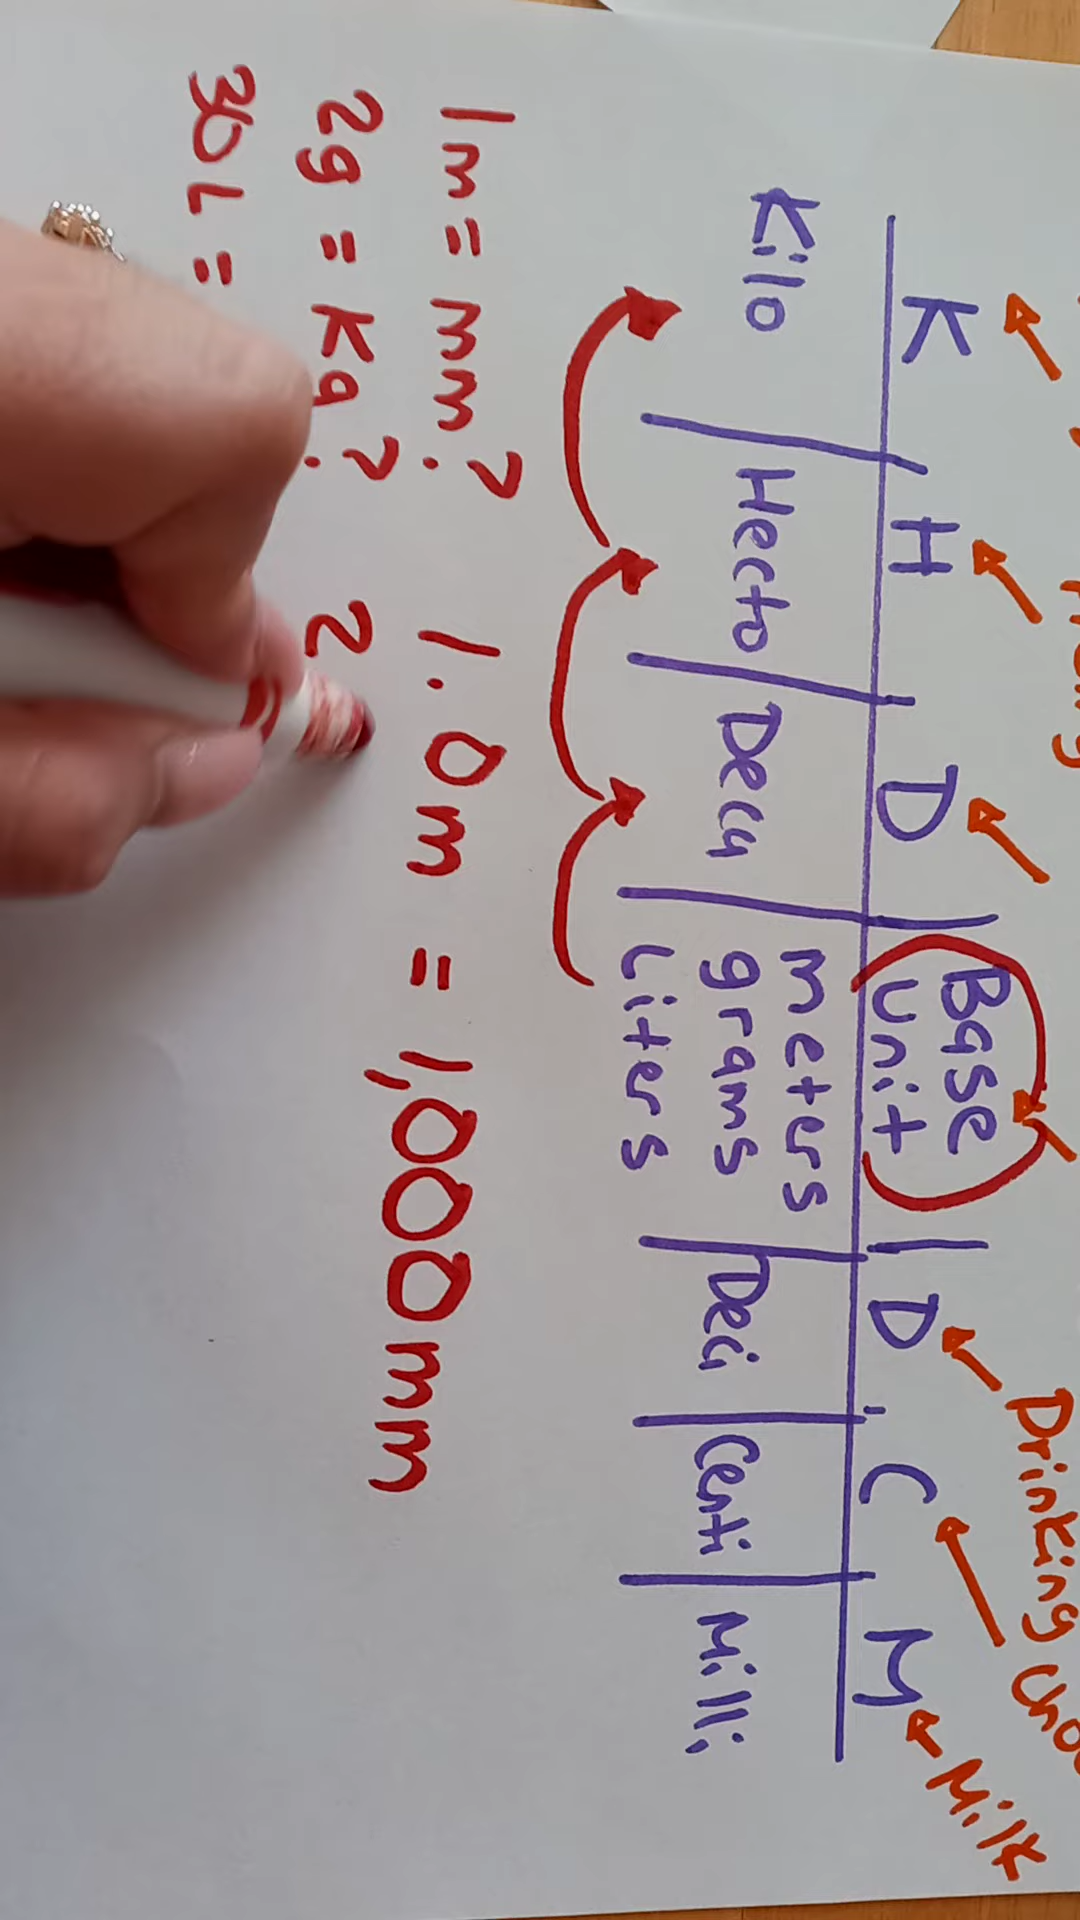 Drinking
Milk
K H D Base Unit D C M
Kilo Hecto Deca meters grams Liters Deci Centi Milli
1m = mm? 1.0m = 1,000mm
2g = Kg? 2
30L =